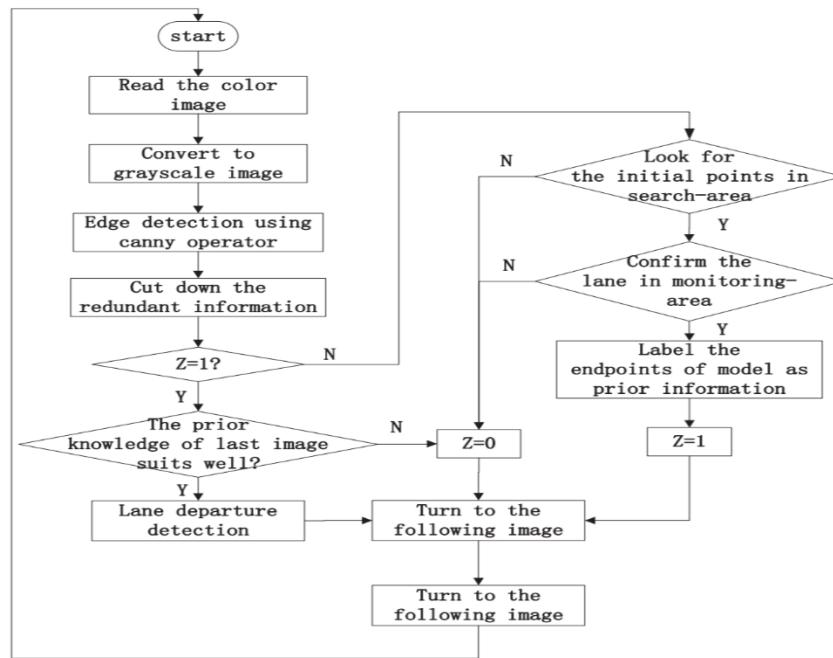 start
Read the color
image
Convert to
grayscale image
Edge detection using
canny operator
Cut down the
redundant information
Z=1?
N
Y
The prior
knowledge of last image
suits well?
N
Y
Lane departure
detection
Look for
the initial points in
search-area
N
Y
Confirm the
lane in monitoring-
area
N
Y
Label the
endpoints of model as
prior information
Z=0
Z=1
Turn to the
following image
Turn to the
following image